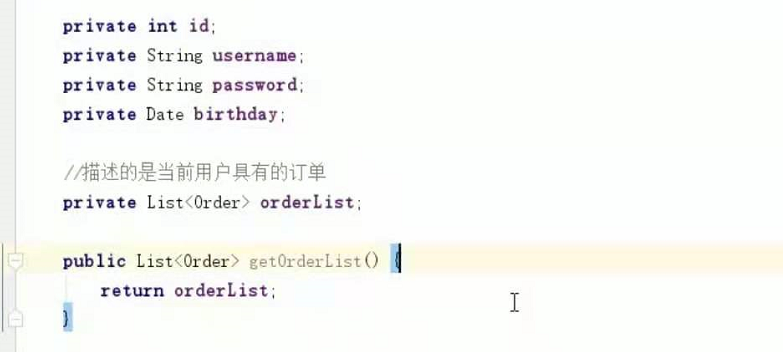 private int id;
private String username;
private String password;
private Date birthday;
//描述的是当前用户具有的订单
private List<Order> orderList;
public List<Order> getOrderList() {
return orderList;
}